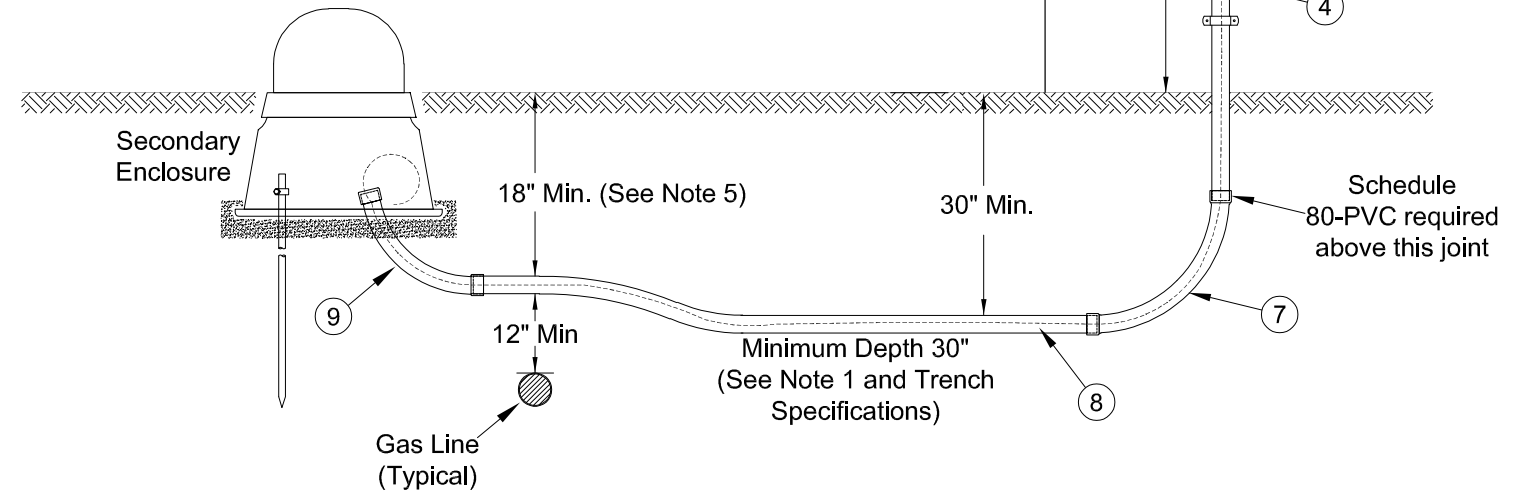 4
Secondary
Enclosure
18" Min. (See Note 5)
30" Min.
Schedule
80-PVC required
above this joint
9
12" Min
7
Minimum Depth 30"
(See Note 1 and Trench
Specifications)
8
Gas Line
(Typical)